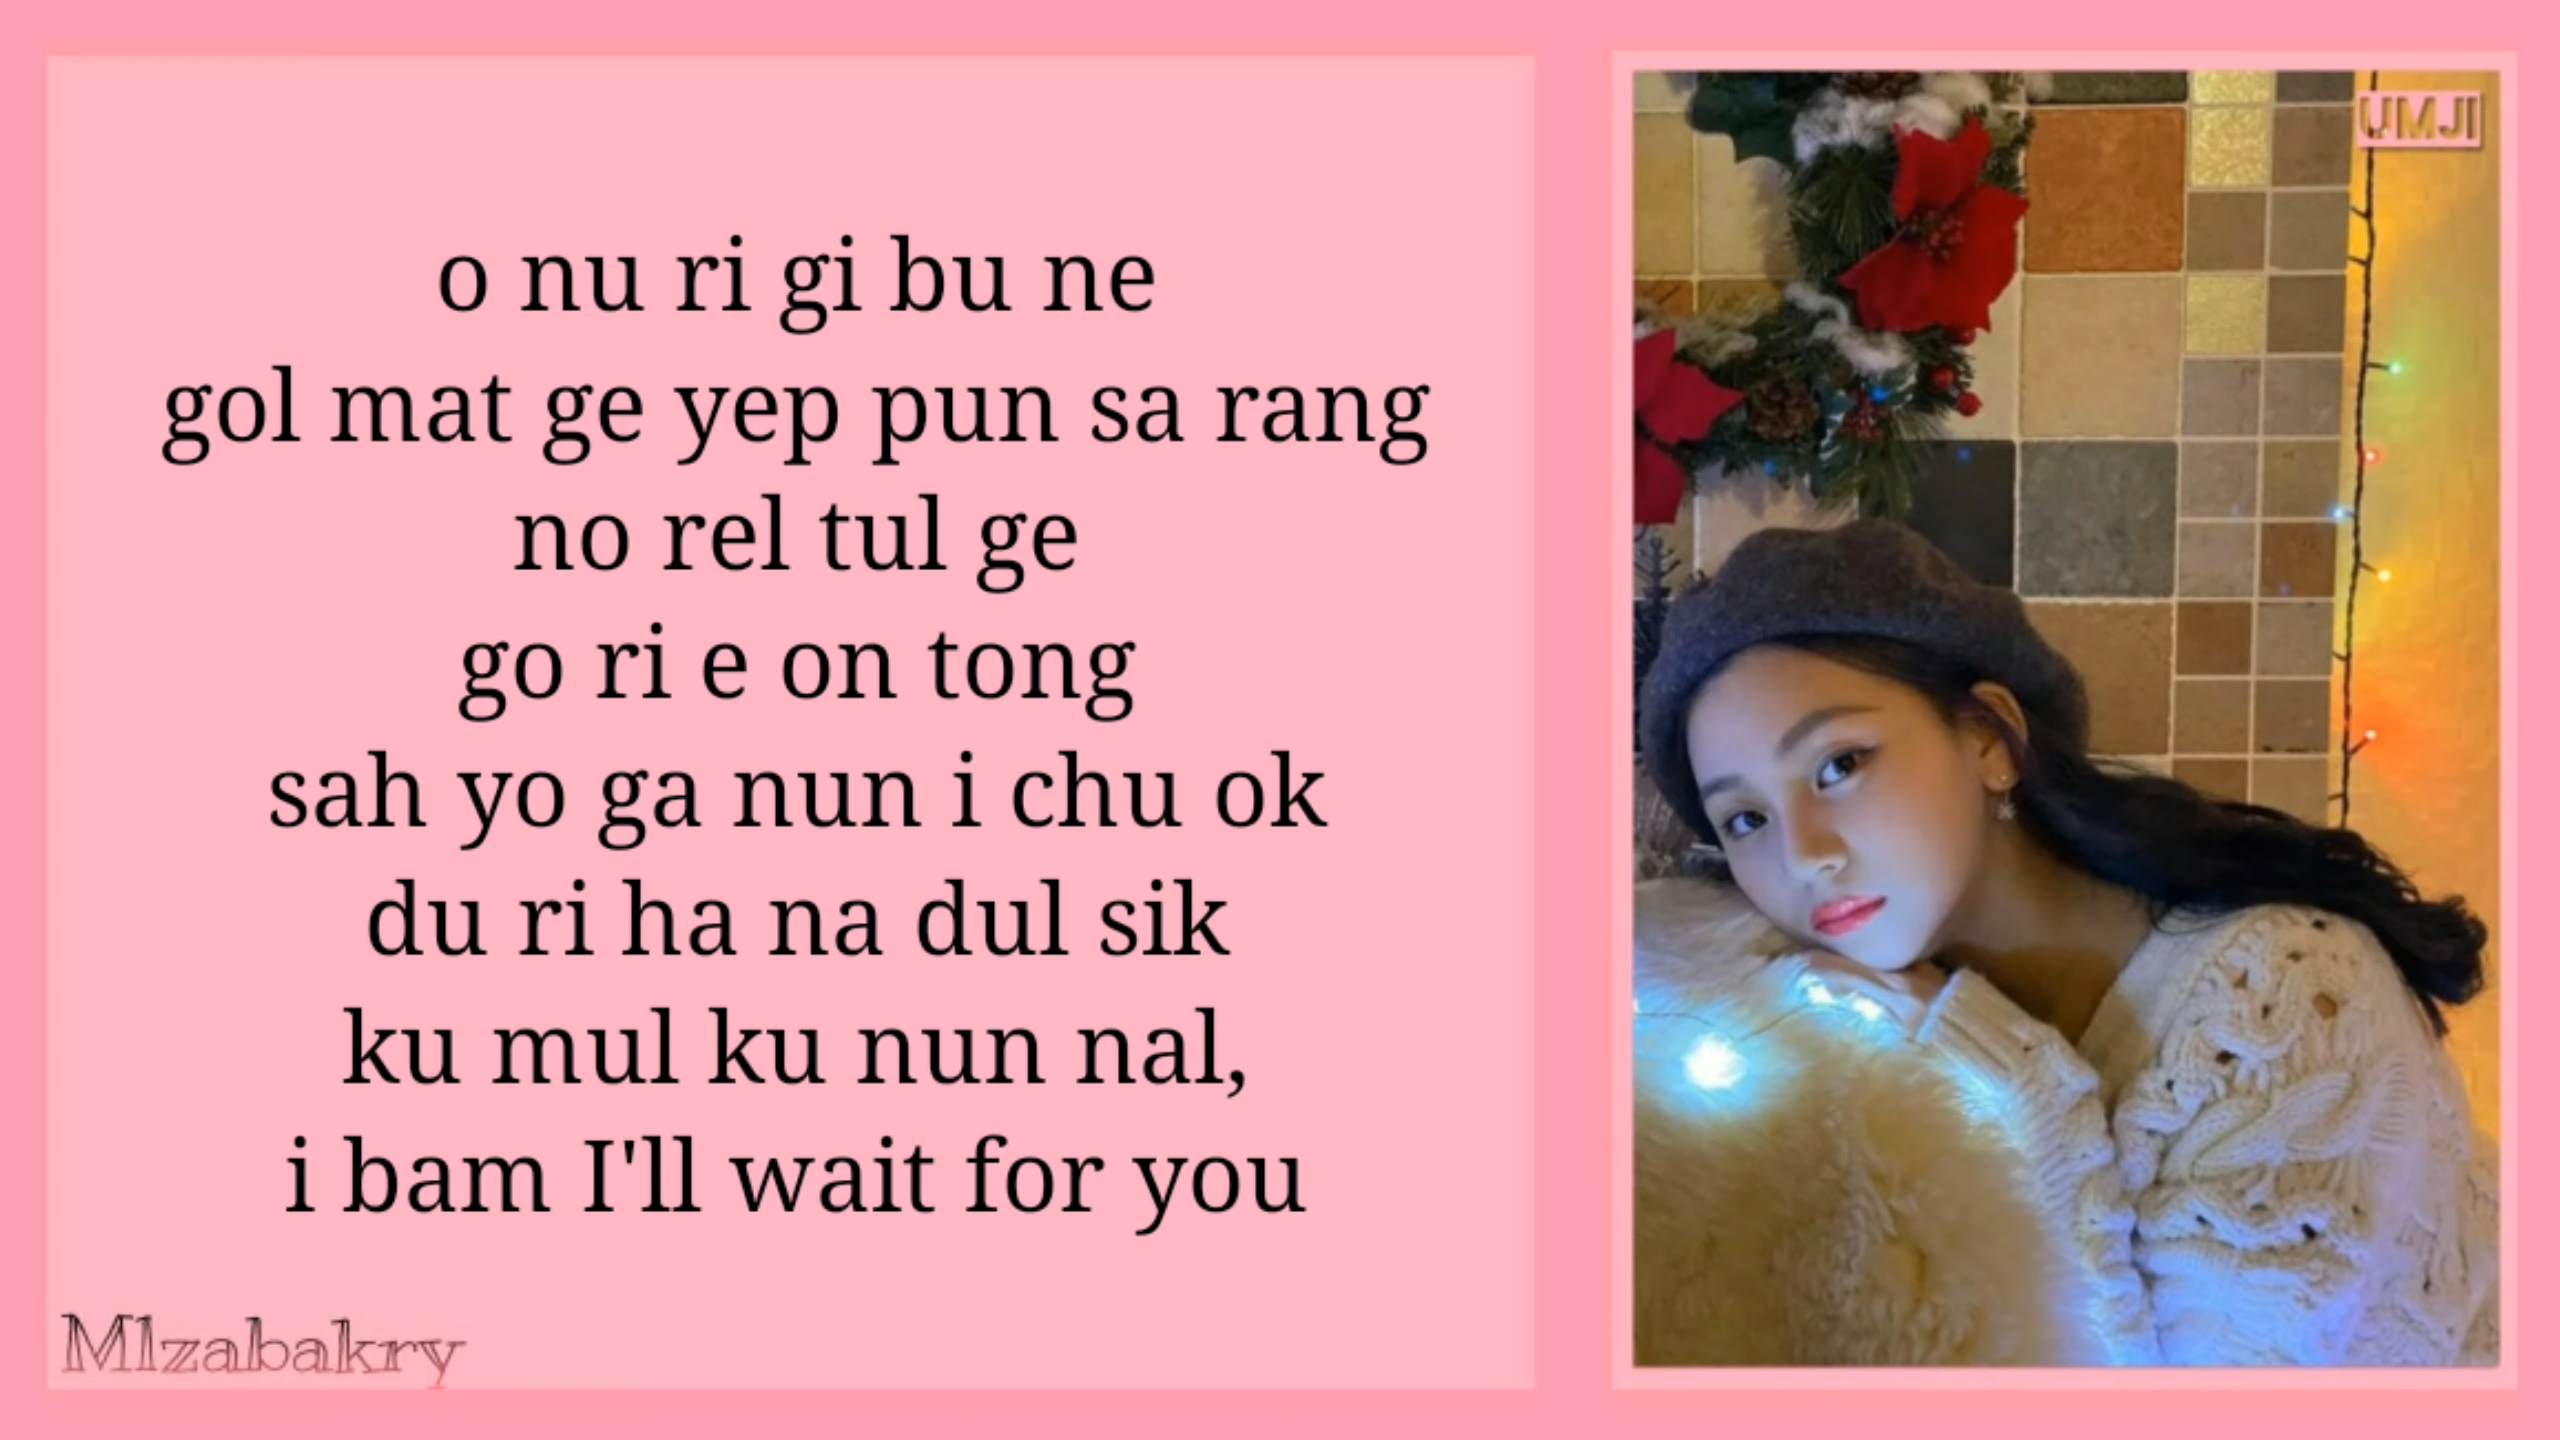 o nu ri gi bu ne
gol mat ge yep pun sa rang
no rel tul ge
go ri e on tong
sah yo ga nun i chu ok
du ri ha na dul sik
ku mul ku nun nal,
i bam I'll wait for you
Mlzabakry
UMJI